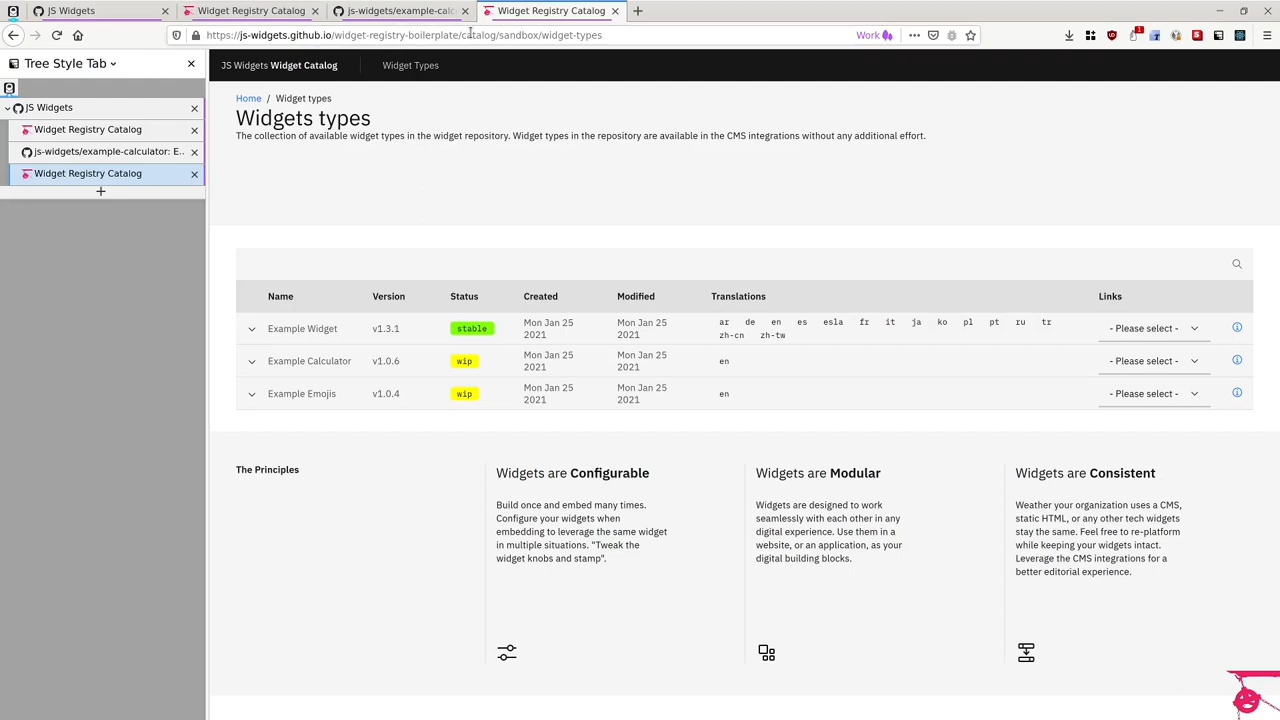 JS Widgets
Widget Registry Catalog
js-widgets/example-calc
Widget Registry Catalog
https://js-widgets.github.io/widget-registry-boilerplate/catalog/sandbox/widget-types
Work
1
Tree Style Tab
JS Widgets
Widget Registry Catalog
js-widgets/example-calculator: E..
Widget Registry Catalog
JS Widgets Widget Catalog
Widget Types
Home / Widget types
Widgets types
The collection of available widget types in the widget repository. Widget types in the repository are available in the CMS integrations without any additional effort.
Name Version Status Created Modified Translations Links
Example Widget v1.3.1 stable Mon Jan 25 2021 Mon Jan 25 2021 ar de en es esla fr it ja ko pl pt ru tr zh-cn zh-tw - Please select -
Example Calculator v1.0.6 wip Mon Jan 25 2021 Mon Jan 25 2021 en - Please select -
Example Emojis v1.0.4 wip Mon Jan 25 2021 Mon Jan 25 2021 en - Please select -
The Principles
Widgets are Configurable
Build once and embed many times.
Configure your widgets when
embedding to leverage the same widget
in multiple situations. "Tweak the
widget knobs and stamp".
Widgets are Modular
Widgets are designed to work
seamlessly with each other in any
digital experience. Use them in a
website, or an application, as your
digital building blocks.
Widgets are Consistent
Weather your organization uses a CMS,
static HTML, or any other tech widgets
stay the same. Feel free to re-platform
while keeping your widgets intact.
Leverage the CMS integrations for a
better editorial experience.